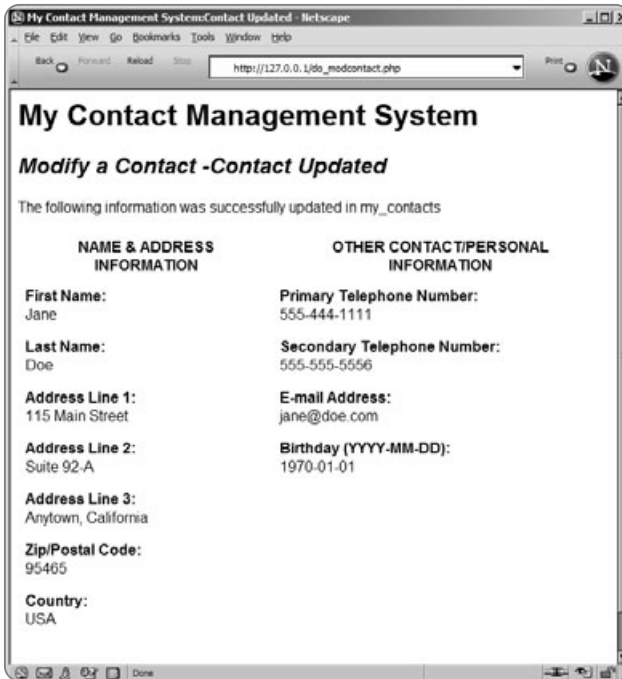 My Contact Management System:Contact Updated - Netscape
File Edit View Go Bookmarks Tools Window Help
Back Forward Reload Stop http://127.0.0.1/do_modcontact.php Print N
My Contact Management System
Modify a Contact -Contact Updated
The following information was successfully updated in my_contacts
NAME & ADDRESS
INFORMATION
First Name:
Jane
Last Name:
Doe
Address Line 1:
115 Main Street
Address Line 2:
Suite 92-A
Address Line 3:
Anytown, California
Zip/Postal Code:
95465
Country:
USA
OTHER CONTACT/PERSONAL
INFORMATION
Primary Telephone Number:
555-444-1111
Secondary Telephone Number:
555-555-5556
E-mail Address:
jane@doe.com
Birthday (YYYY-MM-DD):
1970-01-01
Done